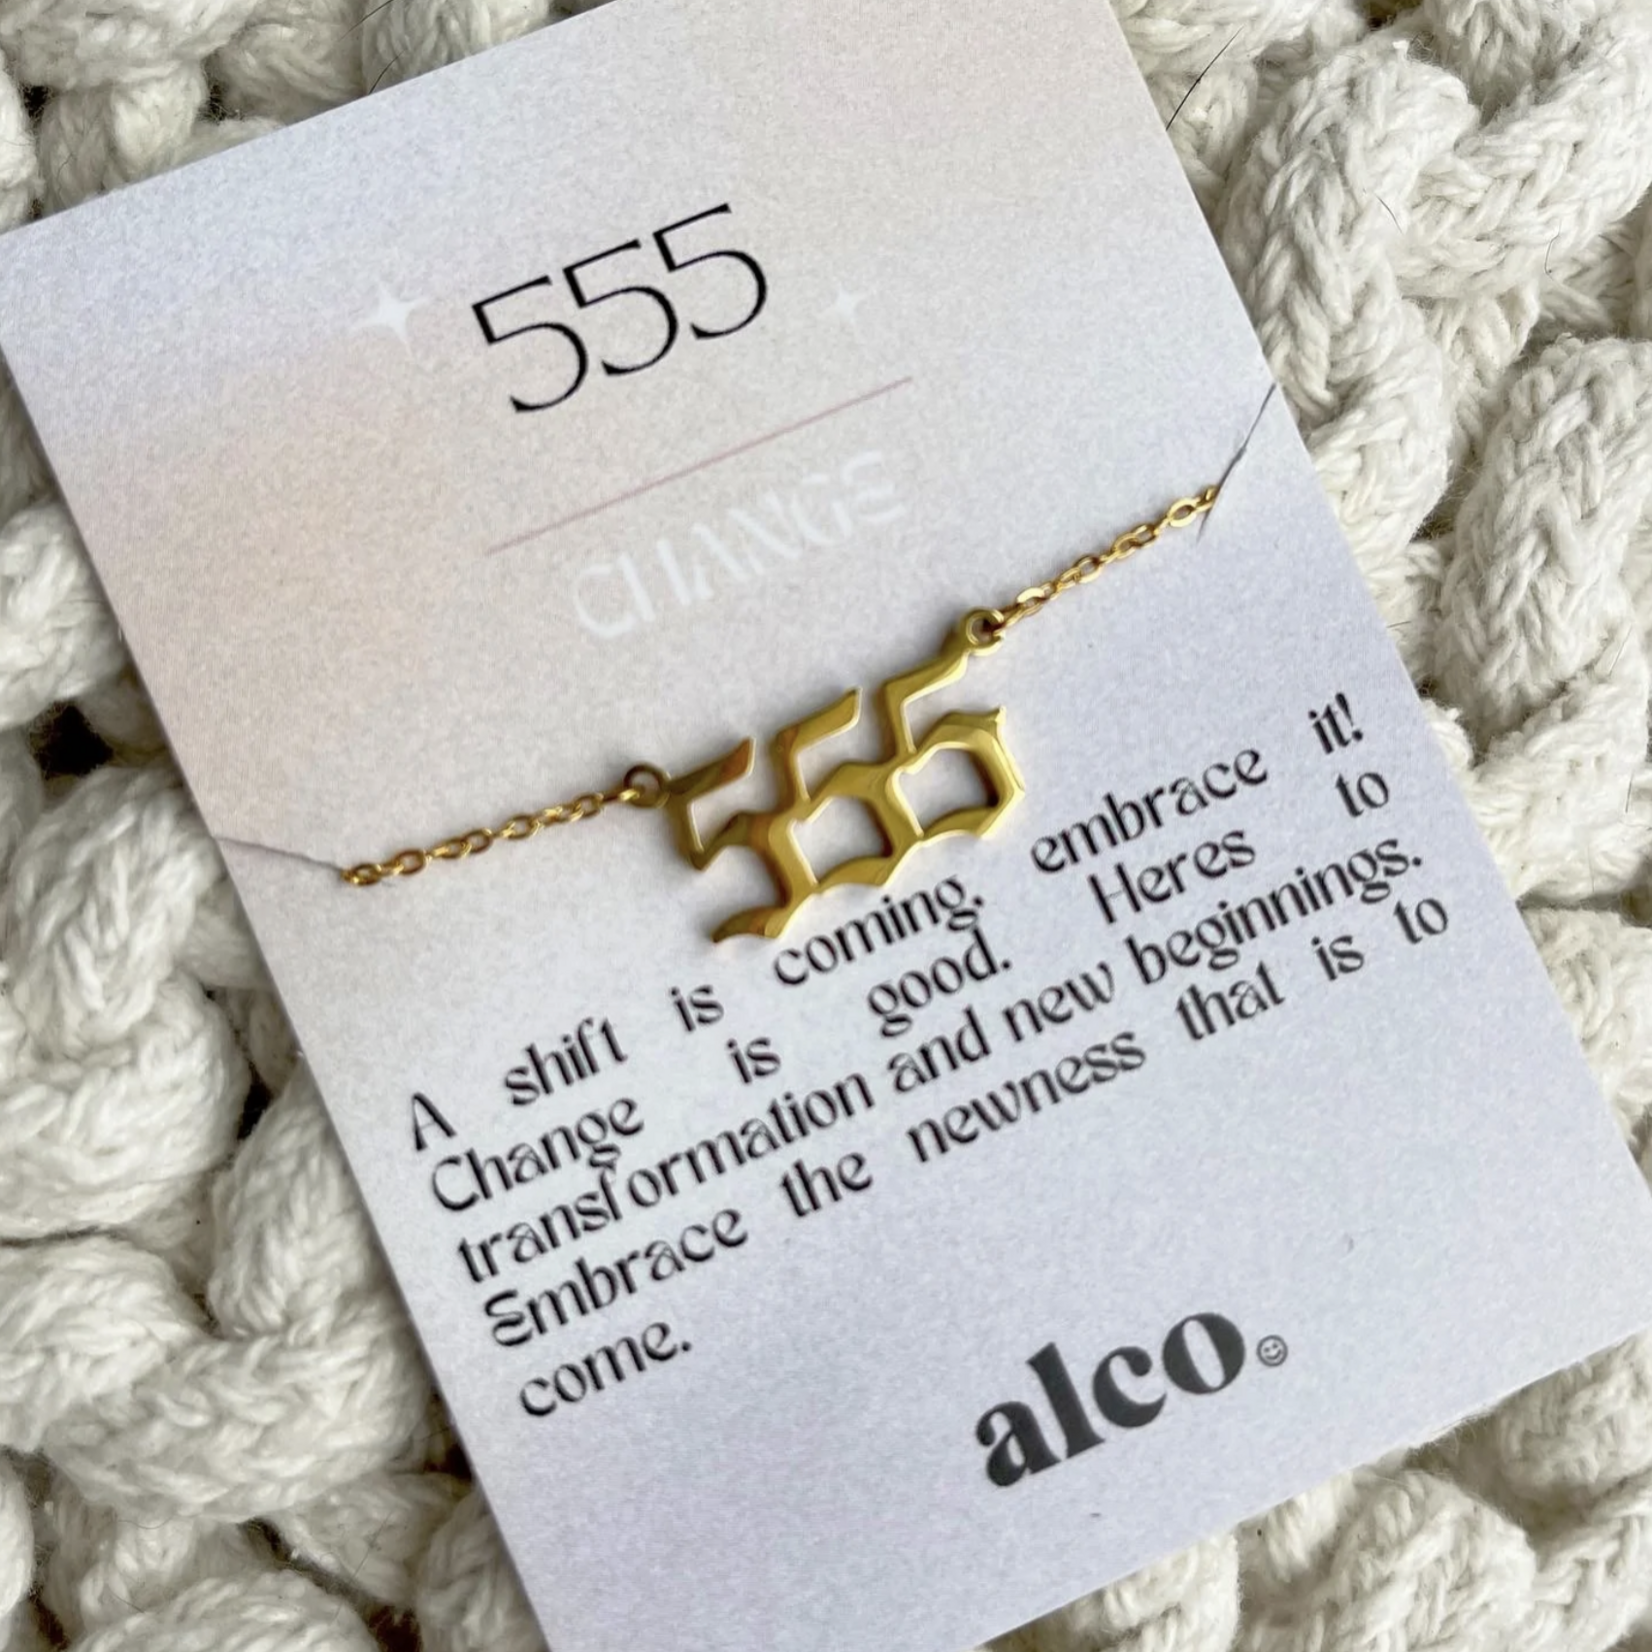 555
CHANGE
555
A shift is coming, embrace it!
Change is good. Heres to
transformation and new beginnings.
Embrace the newness that is to
come.
alco